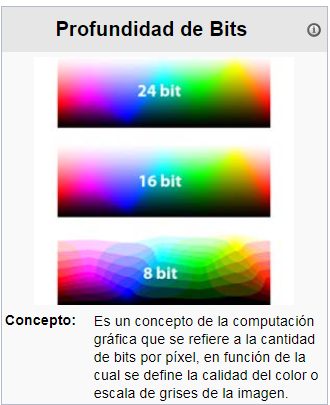 Profundidad de Bits
24 bit
16 bit
8 bit
Concepto: Es un concepto de la computación
gráfica que se refiere a la cantidad
de bits por píxel, en función de la
cual se define la calidad del color o
escala de grises de la imagen.